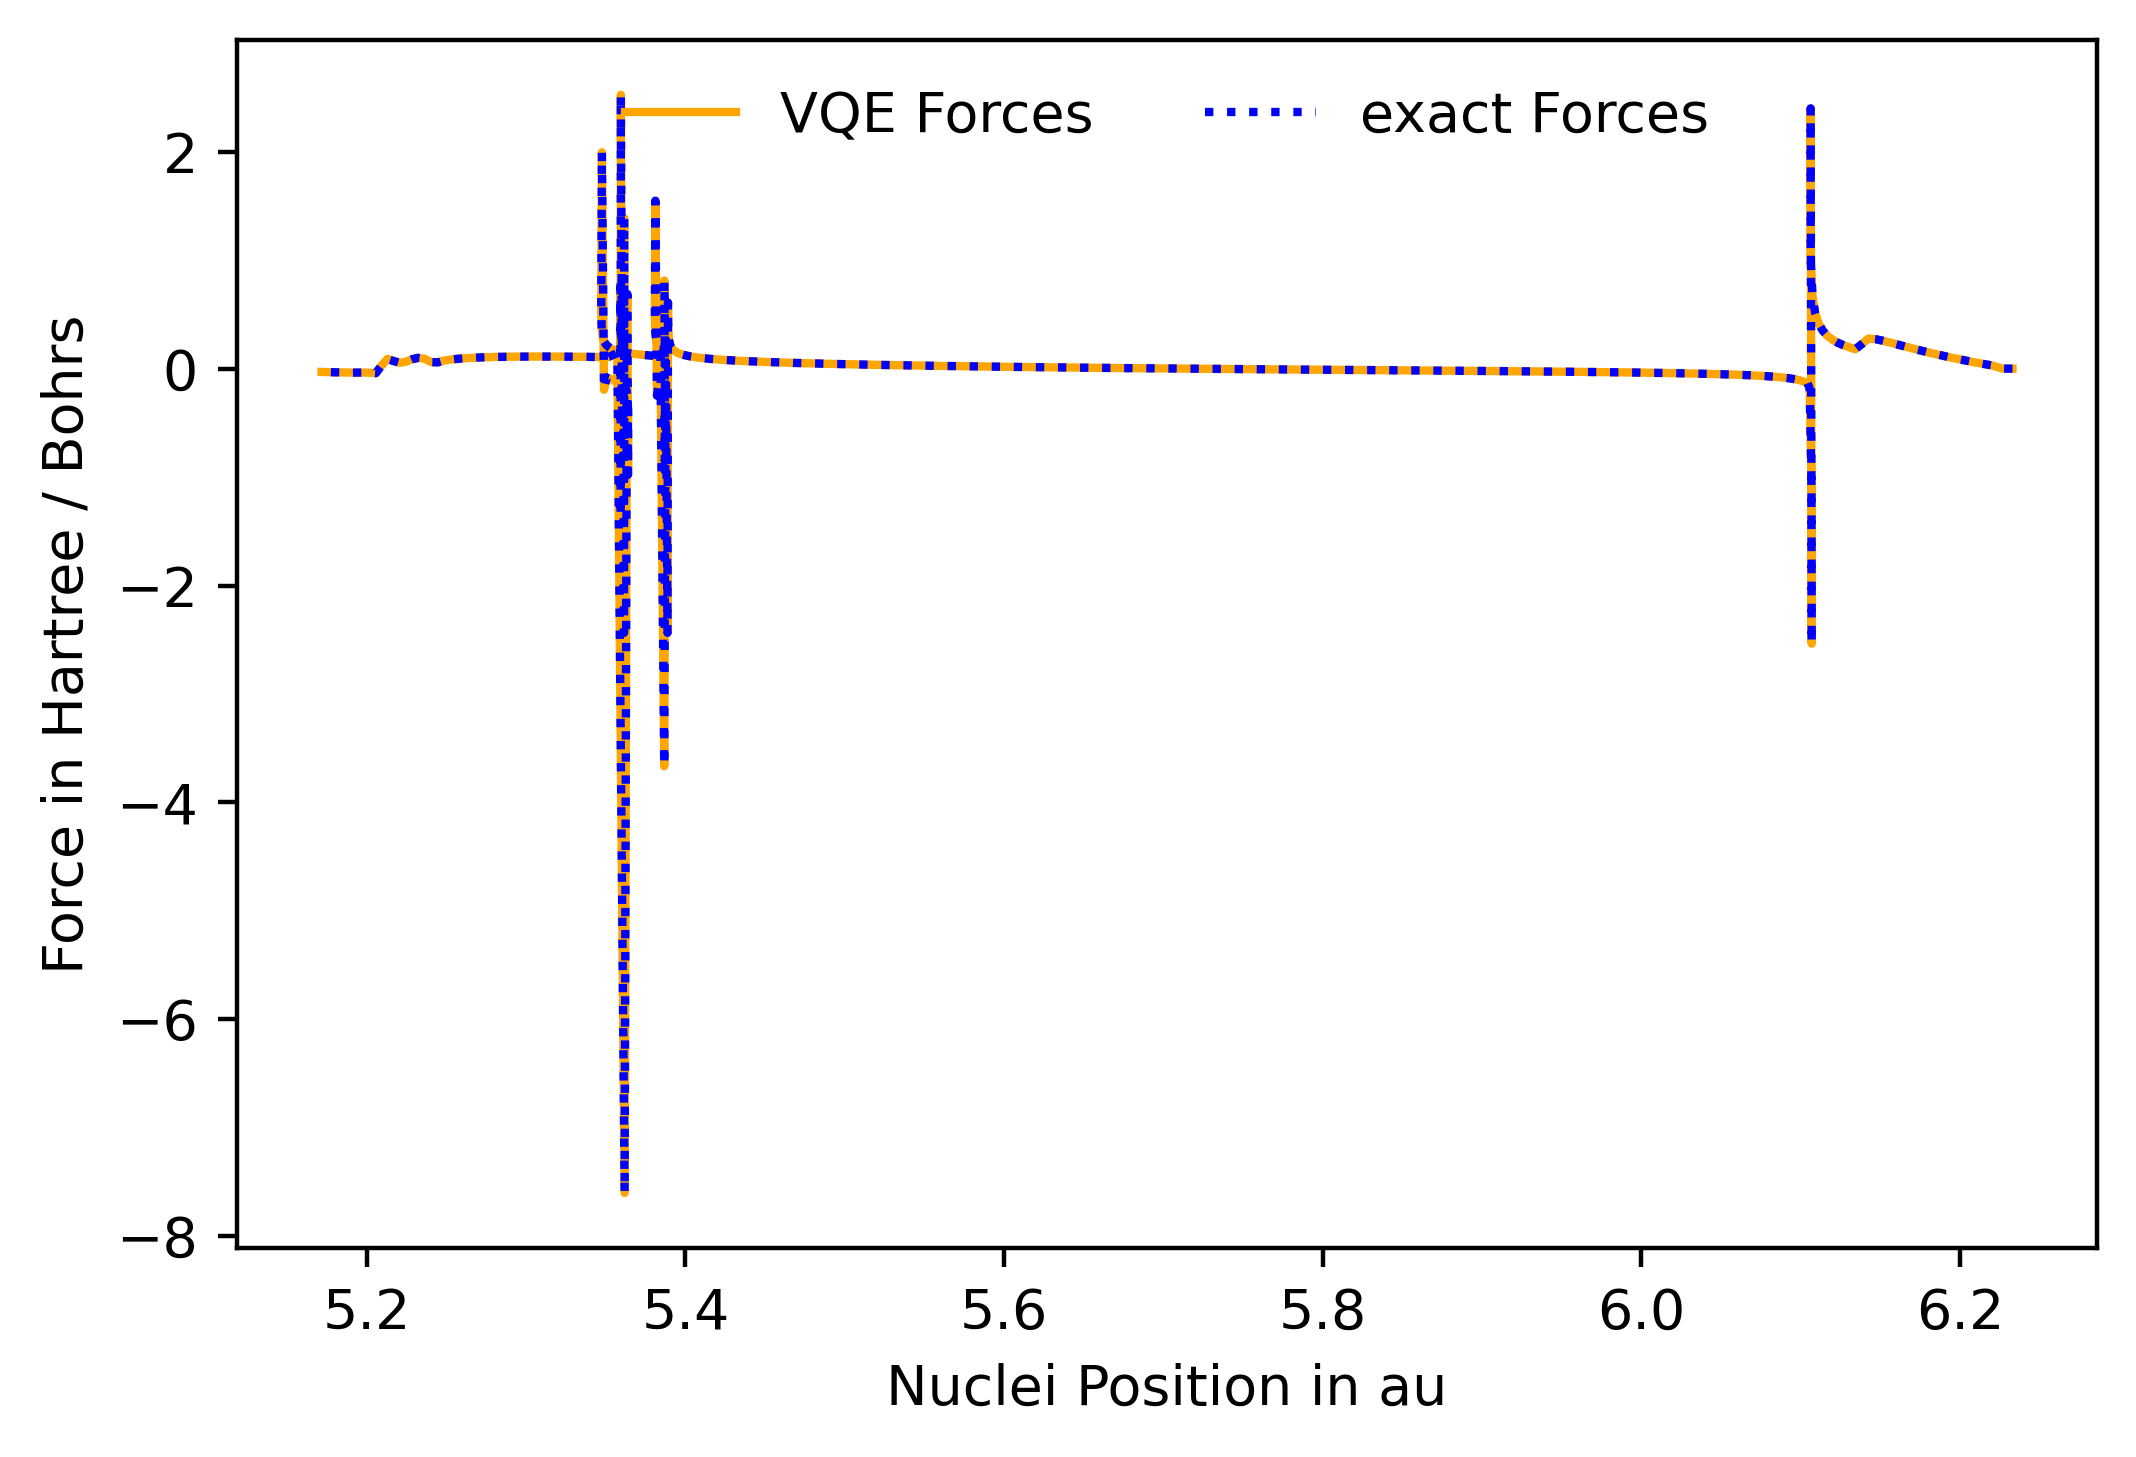 VQE Forces exact Forces
2
0
−2
−4
−6
−8
Force in Hartree / Bohrs
5.2 5.4 5.6 5.8 6.0 6.2
Nuclei Position in au